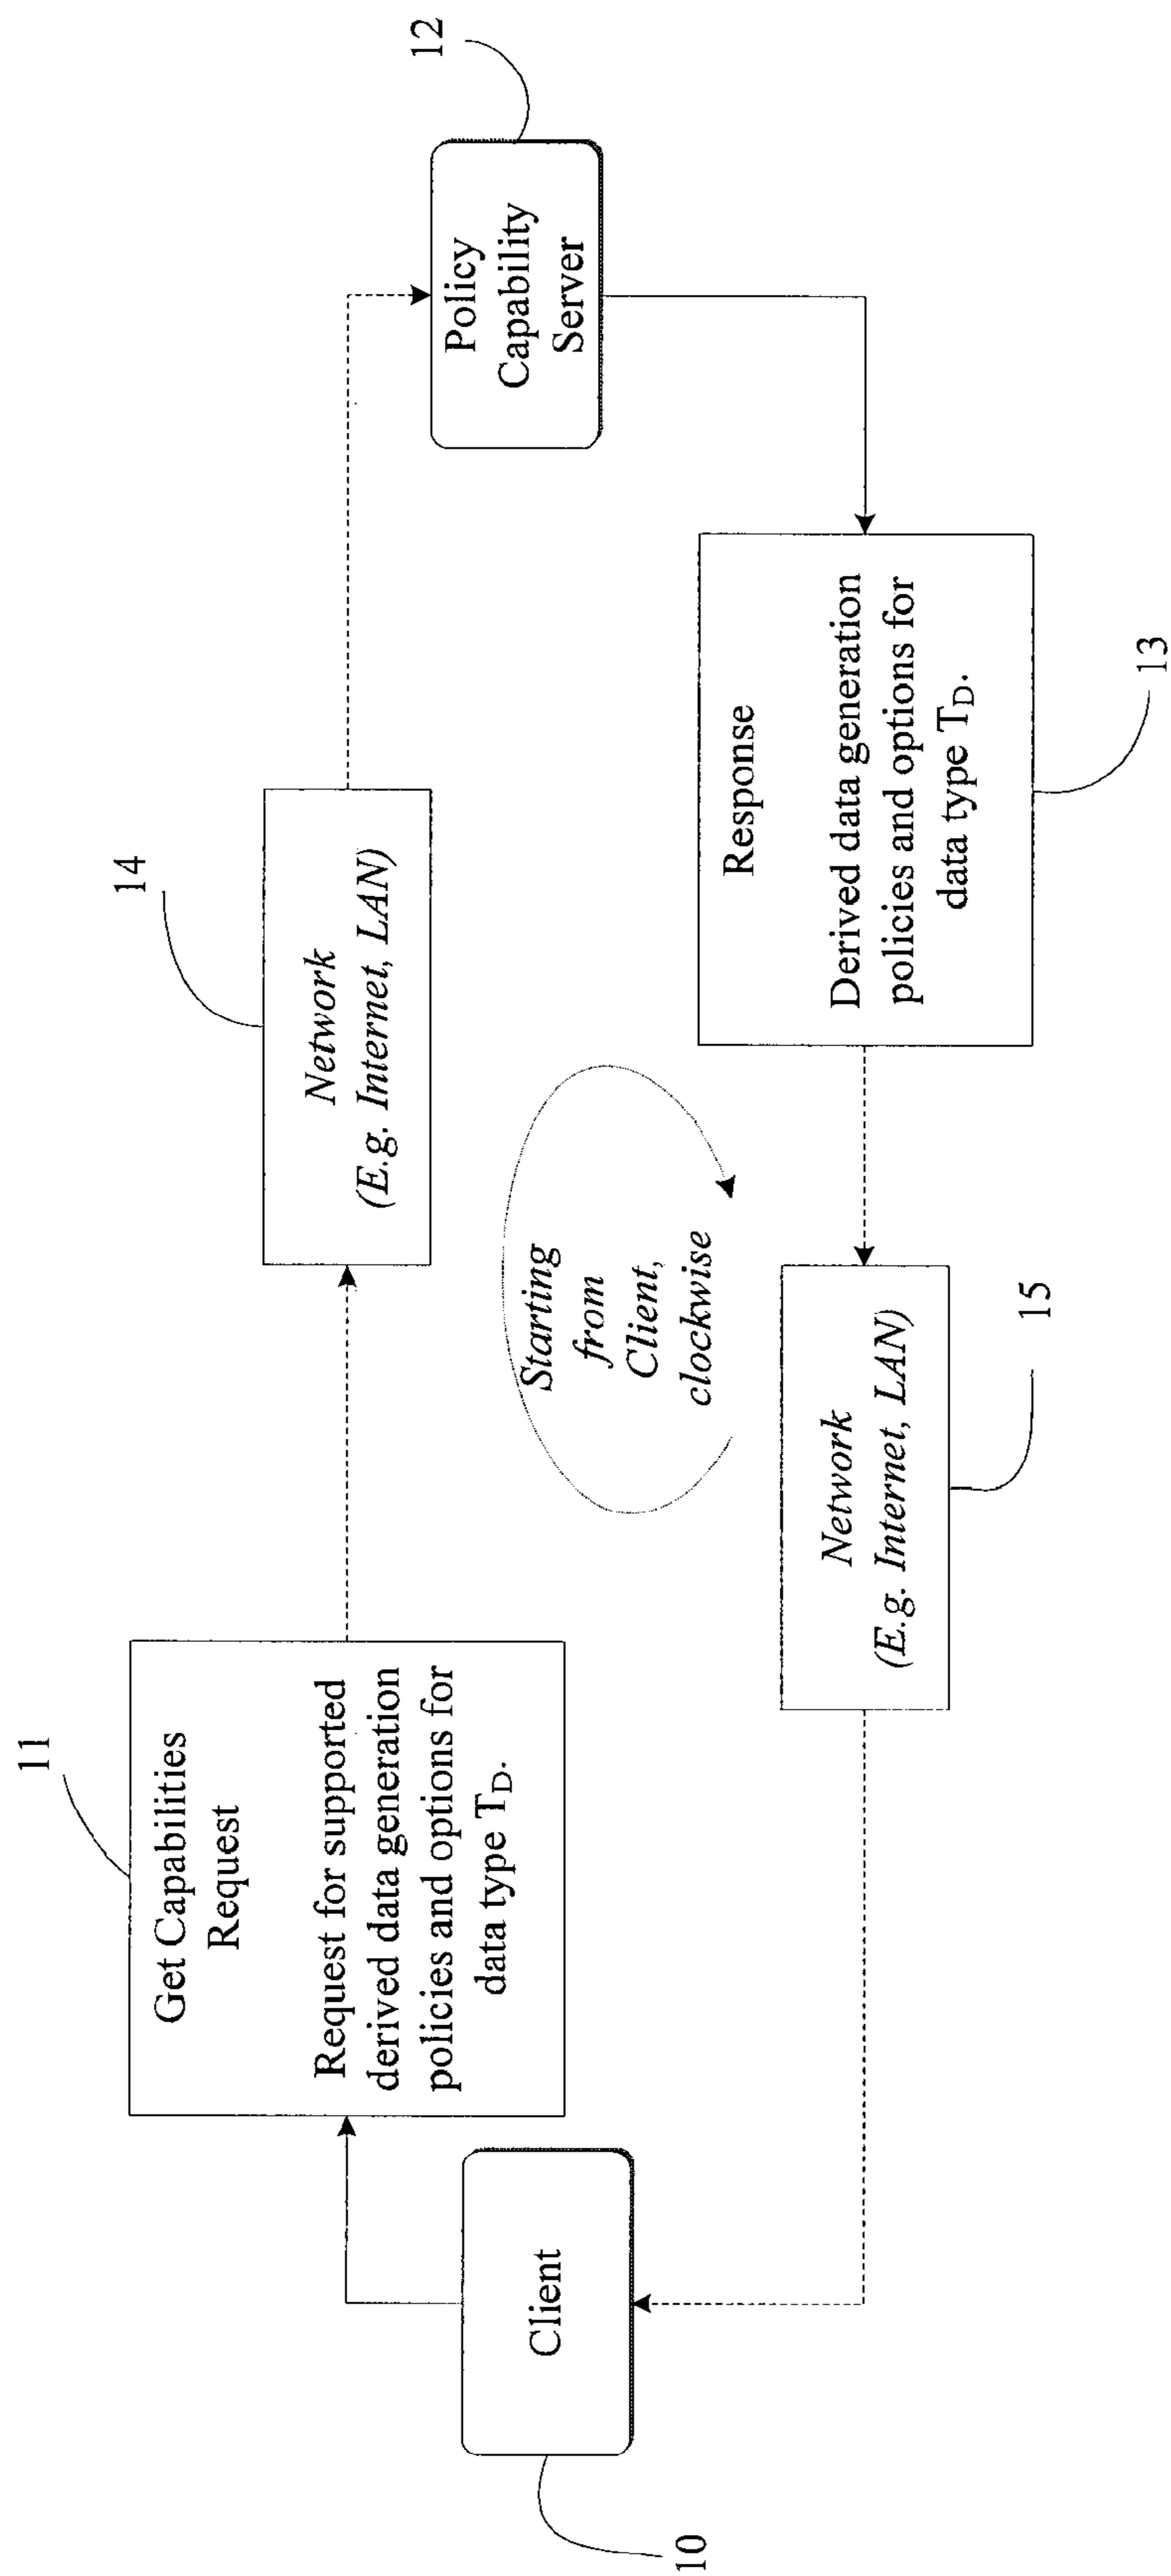 10
Client
11
Get Capabilities
Request
Request for supported
derived data generation
policies and options for
data type TD.
14
Network
(E.g. Internet, LAN)
12
Policy
Capability
Server
Starting
from
Client,
clockwise
15
Network
(E.g. Internet, LAN)
13
Response
Derived data generation
policies and options for
data type TD.